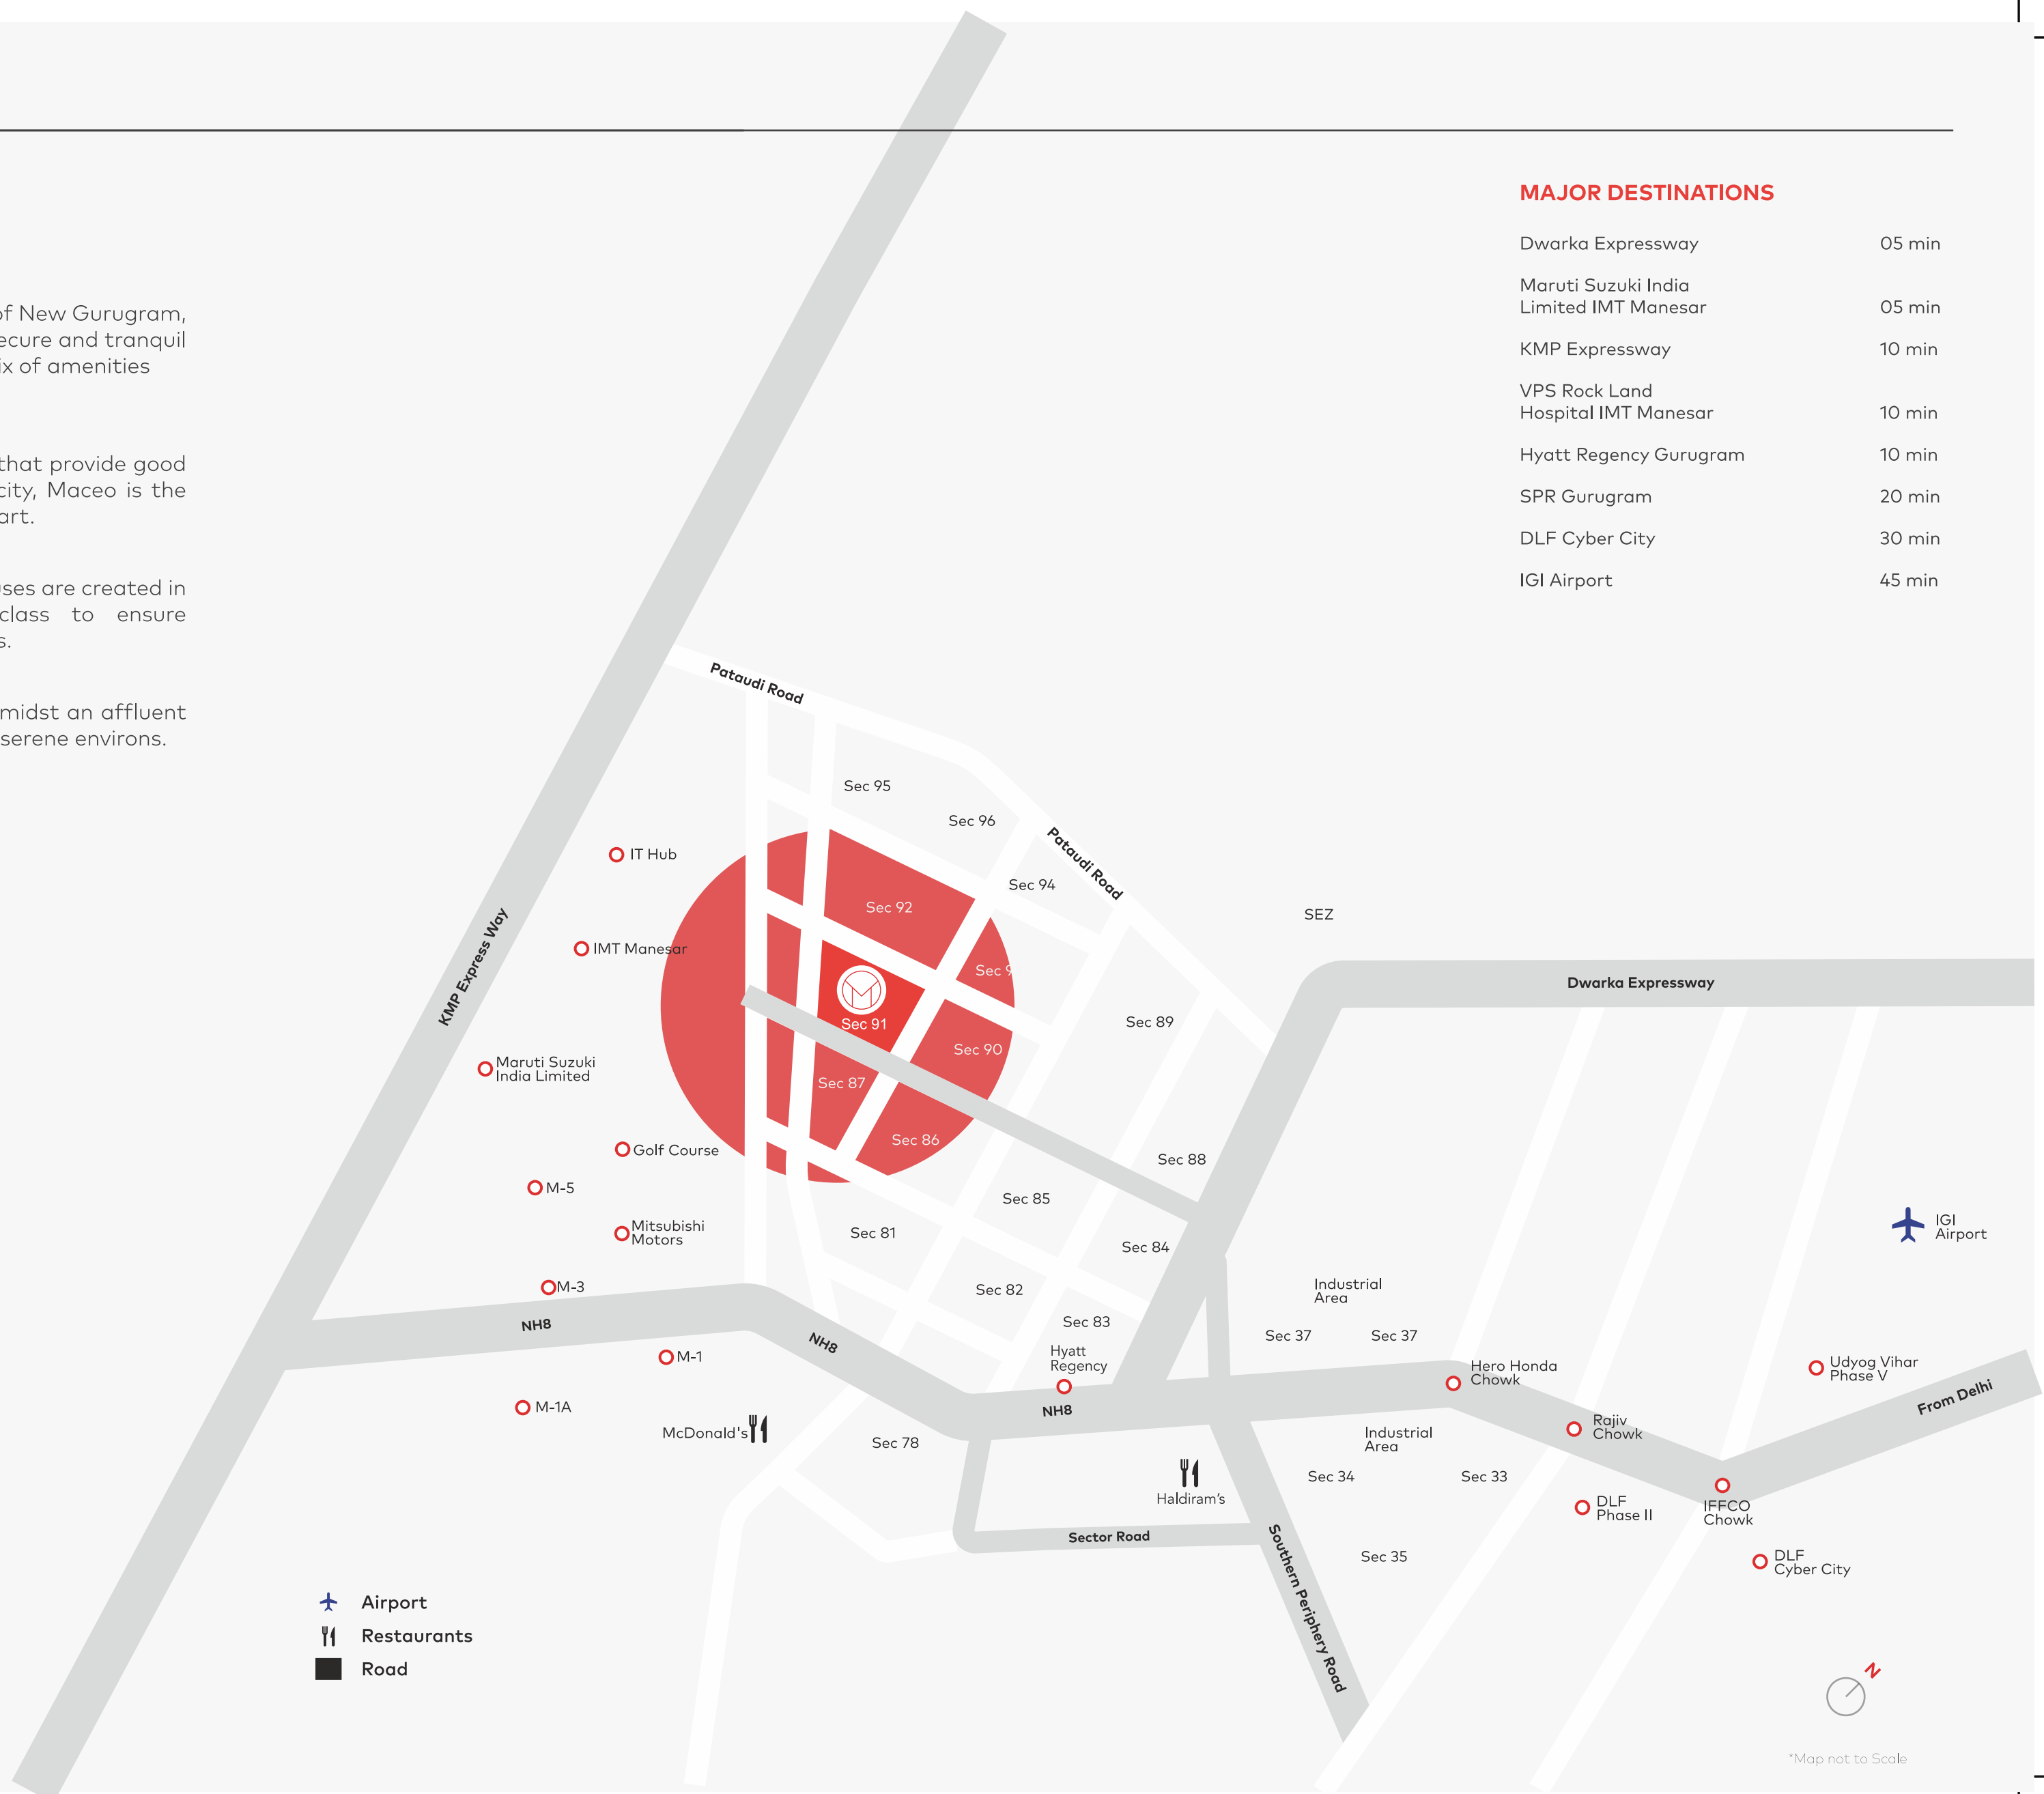 MAJOR DESTINATIONS
Dwarka Expressway 05 min
Maruti Suzuki India
Limited IMT Manesar 05 min
KMP Expressway 10 min
VPS Rock Land
Hospital IMT Manesar 10 min
Hyatt Regency Gurugram 10 min
SPR Gurugram 20 min
DLF Cyber City 30 min
IGI Airport 45 min
of New Gurugram,
ecure and tranquil
ix of amenities
that provide good
city, Maceo is the
art.
uses are created in
class to ensure
s.
midst an affluent
serene environs.
Pataudi Road
Sec 95
Sec 96
Pataudi Road
IT Hub
Sec 94
Sec 92
SEZ
IMT Manesar
Sec 9
KMP Express Way
Dwarka Expressway
Sec 91
Sec 89
Sec 90
Maruti Suzuki
India Limited
Sec 87
Sec 86
Golf Course
Sec 88
M-5
Sec 85
Mitsubishi
Motors
Sec 81
Sec 84
IGI
Airport
M-3
Sec 82
Industrial
Area
Sec 83
NH8
NH8
Sec 37
Sec 37
M-1
Hyatt
Regency
Hero Honda
Chowk
Udyog Vihar
Phase V
M-1A
NH8
From Delhi
McDonald's
Sec 78
Industrial
Area
Rajiv
Chowk
Sec 34
Sec 33
Haldiram's
DLF
Phase II
IFFCO
Chowk
Sector Road
Southern Periphery Road
Sec 35
DLF
Cyber City
Airport
Restaurants
Road
N
*Map not to Scale